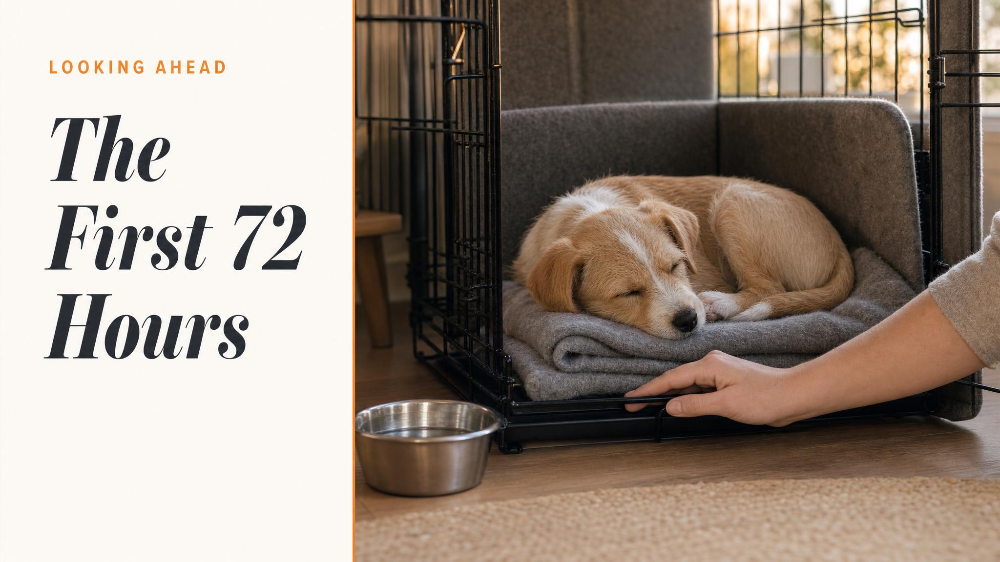 LOOKING AHEAD
The
First 72
Hours